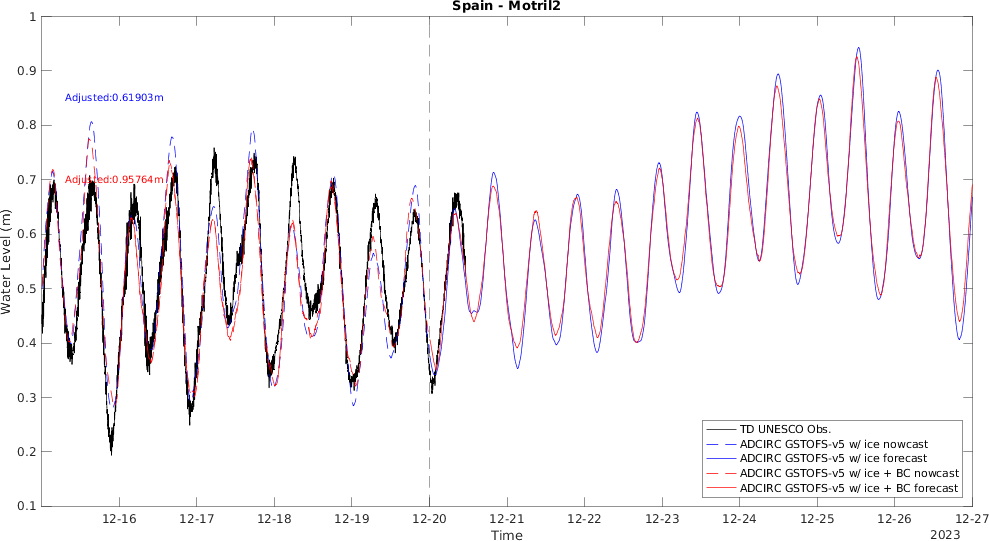 Spain - Motril2
1
0.9
0.8
0.7
0.6
0.5
0.4
0.3
0.2
0.1
Water Level (m)
Adjusted:0.61903m
Adjusted:0.95764m
TD UNESCO Obs.
ADCIRC GSTOFS-v5 w/ ice nowcast
ADCIRC GSTOFS-v5 w/ ice forecast
ADCIRC GSTOFS-v5 w/ ice + BC nowcast
ADCIRC GSTOFS-v5 w/ ice + BC forecast
12-16 12-17 12-18 12-19 12-20 12-21 12-22 12-23 12-24 12-25 12-26 12-27
Time
2023